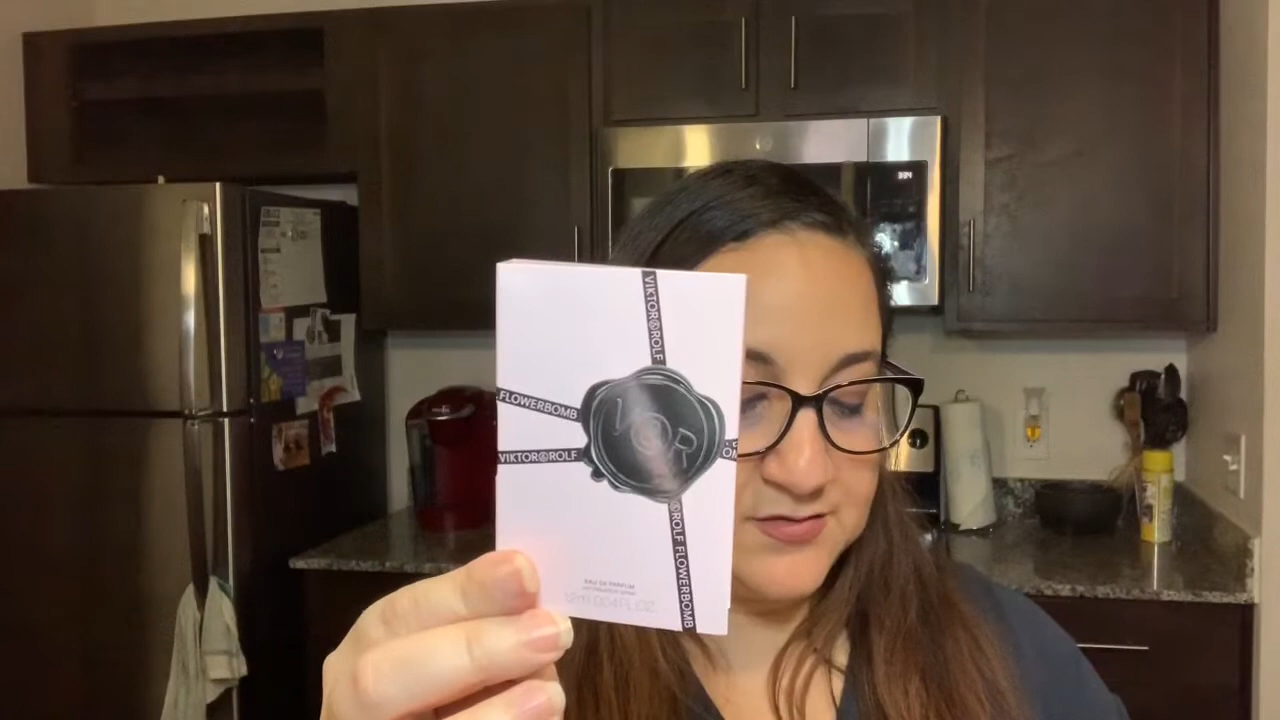 VIKTOR&ROLF
FLOWERBOMB
VIKTOR&ROLF
V&R
&ROLF FLOWERBOMB
EAU DE PARFUM